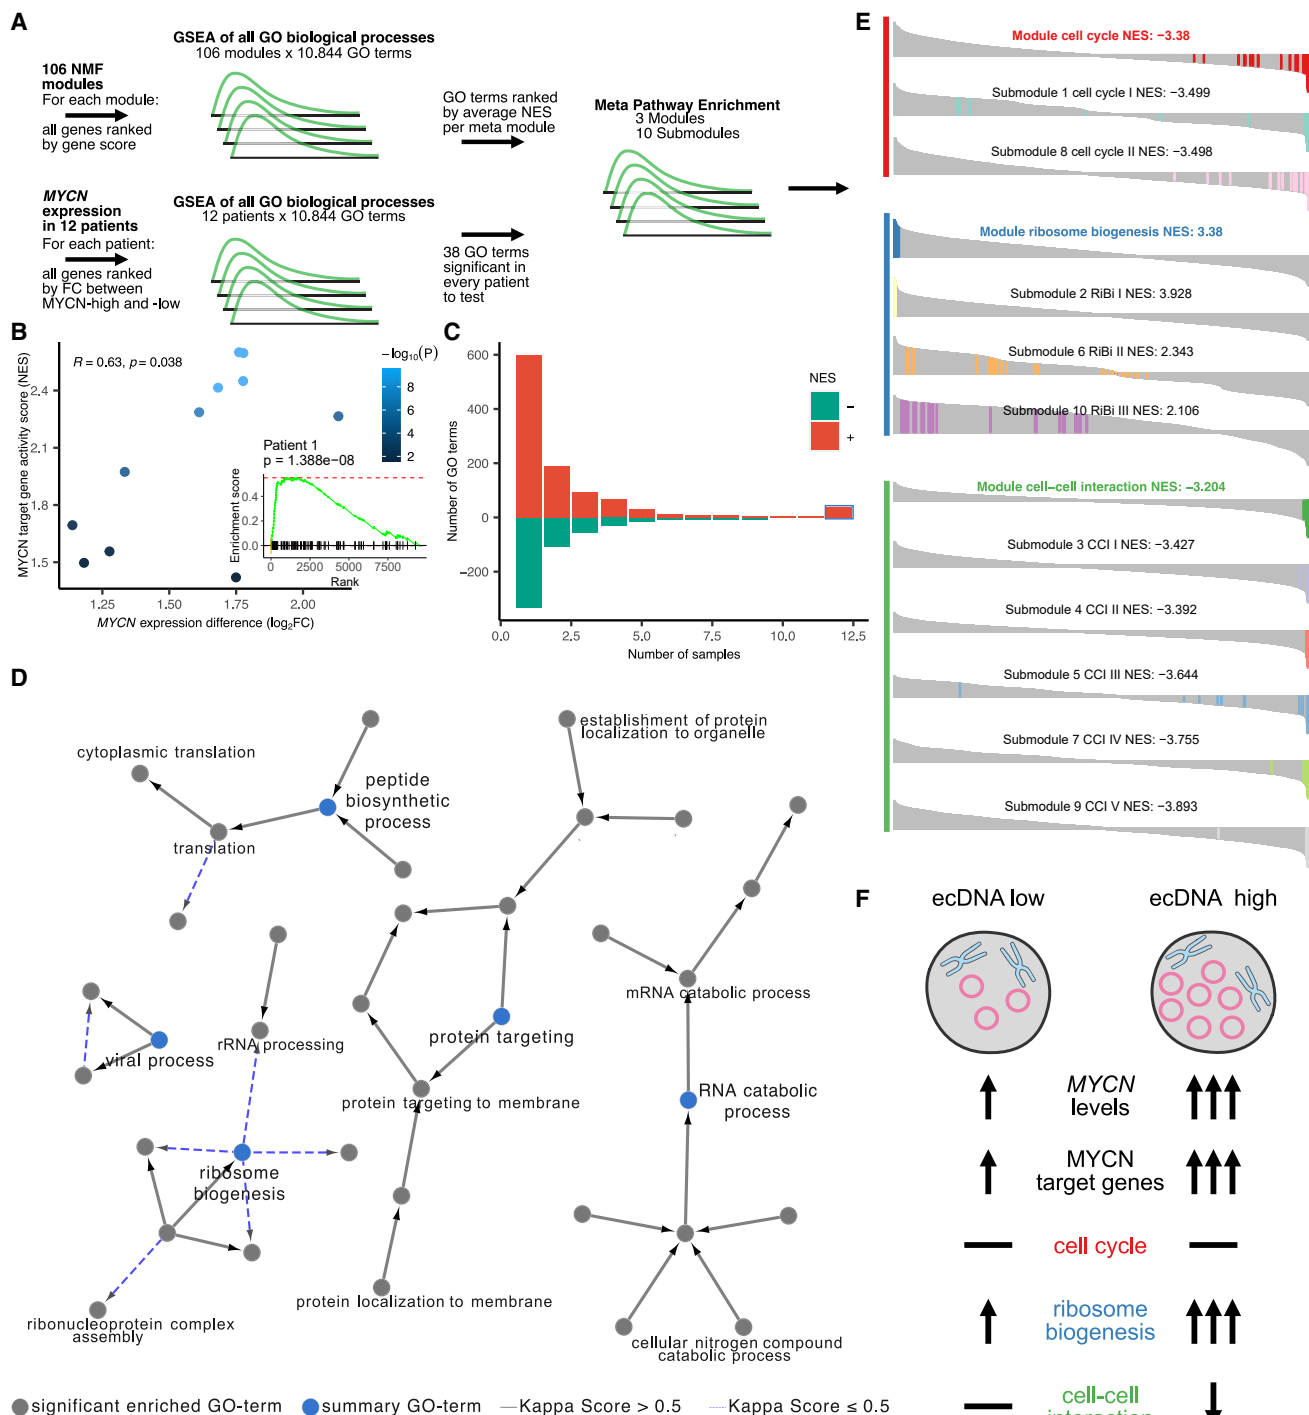 A
GSEA of all GO biological processes
106 modules x 10.844 GO terms
106 NMF
modules
For each module:
all genes ranked
by gene score
GO terms ranked
by average NES
per meta module
Meta Pathway Enrichment
3 Modules
10 Submodules
MYCN
expression
in 12 patients
For each patient:
all genes ranked
by FC between
MYCN-high and -low
GSEA of all GO biological processes
12 patients x 10.844 GO terms
38 GO terms
significant in
every patient
to test
B
R = 0.63, p = 0.038
−log10(P)
8
6
4
2
MYCN target gene activity score (NES)
2.4
2.1
1.8
1.5
1.25
1.50
1.75
2.00
MYCN expression difference (log2FC)
Patient 1
p = 1.388e−08
Enrichment score
0.4
0.2
0.0
0
2500
5000
7500
Rank
C
Number of GO terms
600
400
200
0
−200
0.0
2.5
5.0
7.5
10.0
12.5
Number of samples
NES
−
+
D
cytoplasmic translation
peptide
biosynthetic
process
translation
establishment of protein
localization to organelle
mRNA catabolic process
rRNA processing
viral process
protein targeting
protein targeting to membrane
RNA catabolic
process
ribosome
biogenesis
protein localization to membrane
ribonucleoprotein complex
assembly
cellular nitrogen compound
catabolic process
significant enriched GO-term
summary GO-term
Kappa Score > 0.5
Kappa Score ≤ 0.5
E
Module cell cycle NES: −3.38
Submodule 1 cell cycle I NES: −3.499
Submodule 8 cell cycle II NES: −3.498
Module ribosome biogenesis NES: 3.38
Submodule 2 RiBi I NES: 3.928
Submodule 6 RiBi II NES: 2.343
Submodule 10 RiBi III NES: 2.106
Module cell−cell interaction NES: −3.204
Submodule 3 CCI I NES: −3.427
Submodule 4 CCI II NES: −3.392
Submodule 5 CCI III NES: −3.644
Submodule 7 CCI IV NES: −3.755
Submodule 9 CCI V NES: −3.893
F
ecDNA low
ecDNA high
MYCN
levels
MYCN
target genes
cell cycle
ribosome
biogenesis
cell-cell
interaction